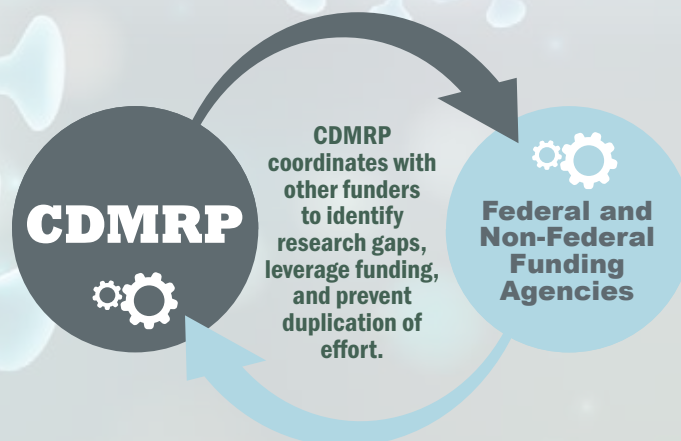 CDMRP
CDMRP
coordinates with
other funders
to identify
research gaps,
leverage funding,
and prevent
duplication of
effort.
Federal and
Non-Federal
Funding
Agencies